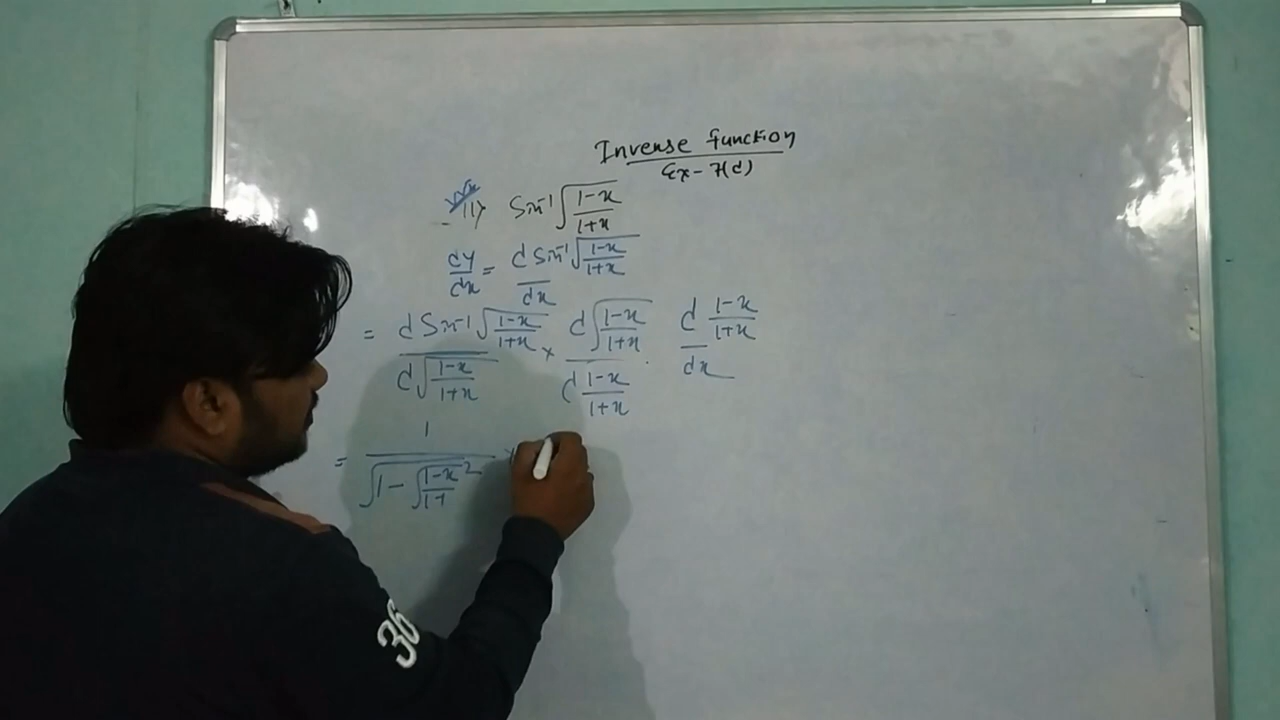 Inverse function
Ex-7(d)
11) Sin⁻¹√((1-x)/(1+x))
dy/dx = d Sin⁻¹√((1-x)/(1+x)) / dx
= d Sin⁻¹√((1-x)/(1+x)) / d√((1-x)/(1+x)) × d√((1-x)/(1+x)) / d (1-x)/(1+x) · d (1-x)/(1+x) / dx
= 1 / √(1-√((1-x)/(1+))²) ×
36